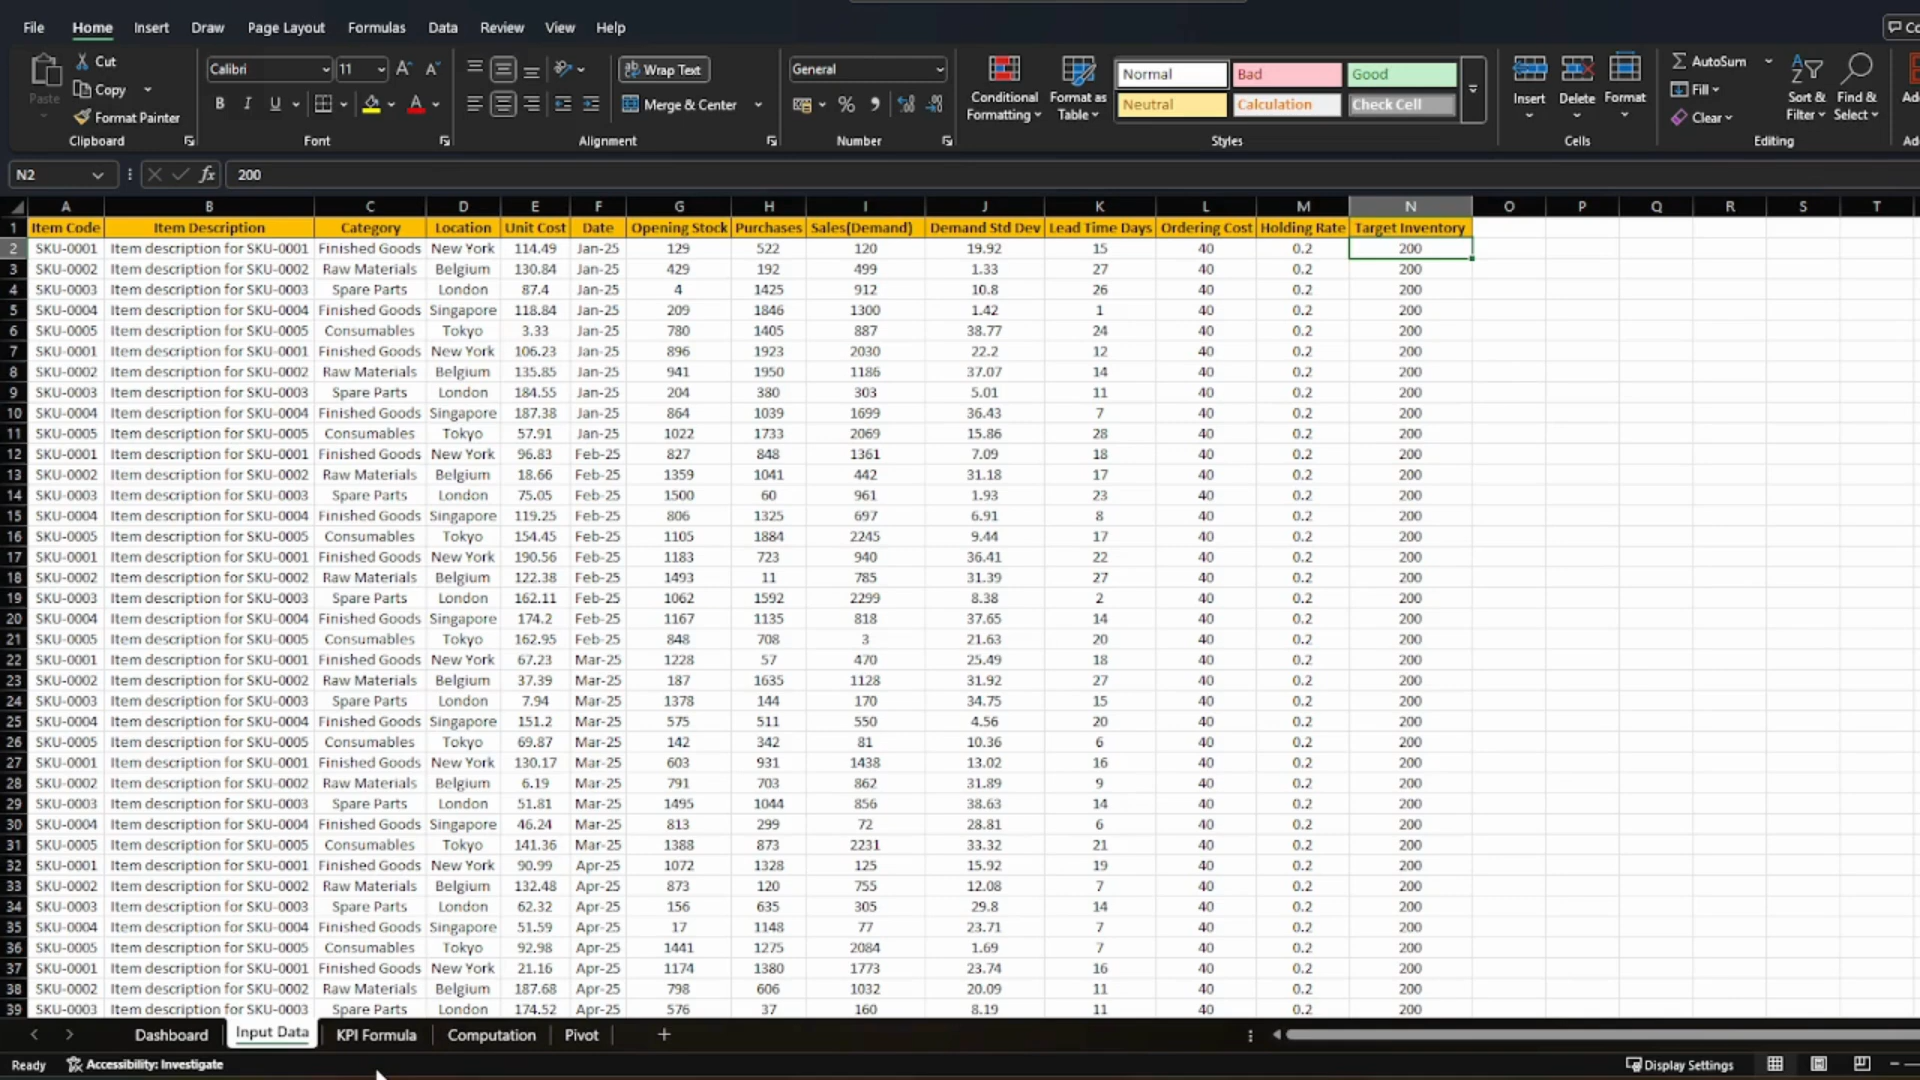 File Home Insert Draw Page Layout Formulas Data Review View Help
Paste Cut Copy Format Painter Clipboard
Calibri 11 B I U Font
Wrap Text Merge & Center Alignment
General % Number
Conditional Formatting Format as Table
Normal Bad Good
Neutral Calculation Check Cell
Styles
Insert Delete Format Cells
AutoSum Fill Clear Sort & Filter Find & Select Editing
N2 fx 200
A B C D E F G H I J K L M N O P Q R S T
1 Item Code Item Description Category Location Unit Cost Date Opening Stock Purchases Sales(Demand) Demand Std Dev Lead Time Days Ordering Cost Holding Rate Target Inventory
2 SKU-0001 Item description for SKU-0001 Finished Goods New York 114.49 Jan-25 129 522 120 19.92 15 40 0.2 200
3 SKU-0002 Item description for SKU-0002 Raw Materials Belgium 130.84 Jan-25 429 192 499 1.33 27 40 0.2 200
4 SKU-0003 Item description for SKU-0003 Spare Parts London 87.4 Jan-25 4 1425 912 10.8 26 40 0.2 200
5 SKU-0004 Item description for SKU-0004 Finished Goods Singapore 118.84 Jan-25 209 1846 1300 1.42 1 40 0.2 200
6 SKU-0005 Item description for SKU-0005 Consumables Tokyo 3.33 Jan-25 780 1405 887 38.77 24 40 0.2 200
7 SKU-0001 Item description for SKU-0001 Finished Goods New York 106.23 Jan-25 896 1923 2030 22.2 12 40 0.2 200
8 SKU-0002 Item description for SKU-0002 Raw Materials Belgium 135.85 Jan-25 941 1950 1186 37.07 14 40 0.2 200
9 SKU-0003 Item description for SKU-0003 Spare Parts London 184.55 Jan-25 204 380 303 5.01 11 40 0.2 200
10 SKU-0004 Item description for SKU-0004 Finished Goods Singapore 187.38 Jan-25 864 1039 1699 36.43 7 40 0.2 200
11 SKU-0005 Item description for SKU-0005 Consumables Tokyo 57.91 Jan-25 1022 1733 2069 15.86 28 40 0.2 200
12 SKU-0001 Item description for SKU-0001 Finished Goods New York 96.83 Feb-25 827 848 1361 7.09 18 40 0.2 200
13 SKU-0002 Item description for SKU-0002 Raw Materials Belgium 18.66 Feb-25 1359 1041 442 31.18 17 40 0.2 200
14 SKU-0003 Item description for SKU-0003 Spare Parts London 75.05 Feb-25 1500 60 961 1.93 23 40 0.2 200
15 SKU-0004 Item description for SKU-0004 Finished Goods Singapore 119.25 Feb-25 806 1325 697 6.91 8 40 0.2 200
16 SKU-0005 Item description for SKU-0005 Consumables Tokyo 154.45 Feb-25 1105 1884 2245 9.44 17 40 0.2 200
17 SKU-0001 Item description for SKU-0001 Finished Goods New York 190.56 Feb-25 1183 723 940 36.41 22 40 0.2 200
18 SKU-0002 Item description for SKU-0002 Raw Materials Belgium 122.38 Feb-25 1493 11 785 31.39 27 40 0.2 200
19 SKU-0003 Item description for SKU-0003 Spare Parts London 162.11 Feb-25 1062 1592 2299 8.38 2 40 0.2 200
20 SKU-0004 Item description for SKU-0004 Finished Goods Singapore 174.2 Feb-25 1167 1135 818 37.65 14 40 0.2 200
21 SKU-0005 Item description for SKU-0005 Consumables Tokyo 162.95 Feb-25 848 708 3 21.63 20 40 0.2 200
22 SKU-0001 Item description for SKU-0001 Finished Goods New York 67.23 Mar-25 1228 57 470 25.49 18 40 0.2 200
23 SKU-0002 Item description for SKU-0002 Raw Materials Belgium 37.39 Mar-25 187 1635 1128 31.92 27 40 0.2 200
24 SKU-0003 Item description for SKU-0003 Spare Parts London 7.94 Mar-25 1378 144 170 34.75 15 40 0.2 200
25 SKU-0004 Item description for SKU-0004 Finished Goods Singapore 151.2 Mar-25 575 511 550 4.56 20 40 0.2 200
26 SKU-0005 Item description for SKU-0005 Consumables Tokyo 69.87 Mar-25 142 342 81 10.36 6 40 0.2 200
27 SKU-0001 Item description for SKU-0001 Finished Goods New York 130.17 Mar-25 603 931 1438 13.02 16 40 0.2 200
28 SKU-0002 Item description for SKU-0002 Raw Materials Belgium 6.19 Mar-25 791 703 862 31.89 9 40 0.2 200
29 SKU-0003 Item description for SKU-0003 Spare Parts London 51.81 Mar-25 1495 1044 856 38.63 14 40 0.2 200
30 SKU-0004 Item description for SKU-0004 Finished Goods Singapore 46.24 Mar-25 813 299 72 28.81 6 40 0.2 200
31 SKU-0005 Item description for SKU-0005 Consumables Tokyo 141.36 Mar-25 1388 873 2231 33.32 21 40 0.2 200
32 SKU-0001 Item description for SKU-0001 Finished Goods New York 90.99 Apr-25 1072 1328 125 15.92 19 40 0.2 200
33 SKU-0002 Item description for SKU-0002 Raw Materials Belgium 132.48 Apr-25 873 120 755 12.08 7 40 0.2 200
34 SKU-0003 Item description for SKU-0003 Spare Parts London 62.32 Apr-25 156 635 305 29.8 14 40 0.2 200
35 SKU-0004 Item description for SKU-0004 Finished Goods Singapore 51.59 Apr-25 17 1148 77 23.71 7 40 0.2 200
36 SKU-0005 Item description for SKU-0005 Consumables Tokyo 92.98 Apr-25 1441 1275 2084 1.69 7 40 0.2 200
37 SKU-0001 Item description for SKU-0001 Finished Goods New York 21.16 Apr-25 1174 1380 1773 23.74 16 40 0.2 200
38 SKU-0002 Item description for SKU-0002 Raw Materials Belgium 187.68 Apr-25 798 606 1032 20.09 11 40 0.2 200
39 SKU-0003 Item description for SKU-0003 Spare Parts London 174.52 Apr-25 576 37 160 8.19 11 40 0.2 200
Dashboard Input Data KPI Formula Computation Pivot
Ready Accessibility: Investigate Display Settings